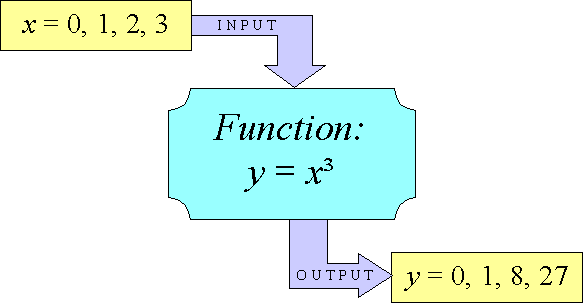 x = 0, 1, 2, 3
INPUT
Function:
y = x³
OUTPUT
y = 0, 1, 8, 27